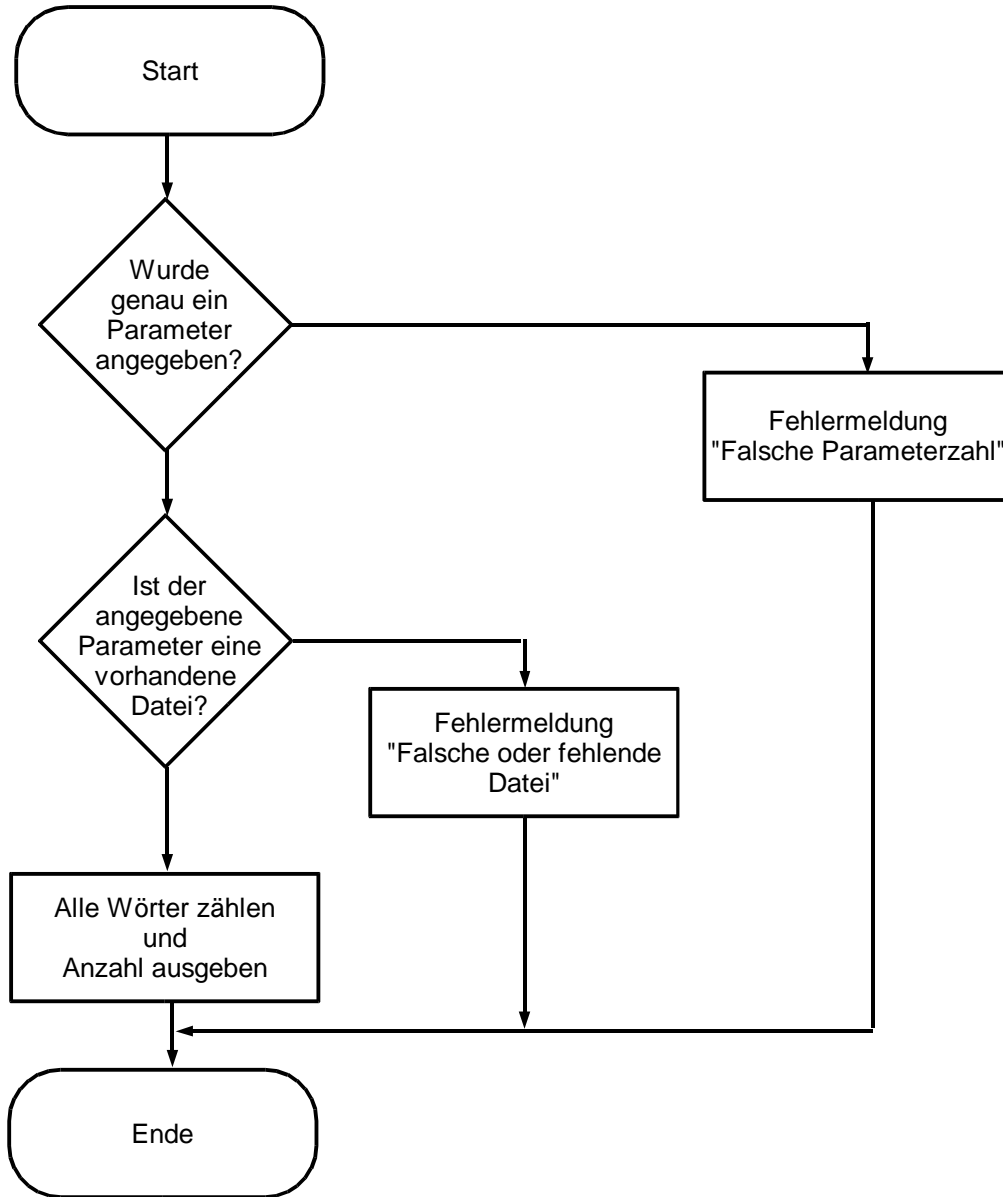 Start
Wurde
genau ein
Parameter
angegeben?
Fehlermeldung
"Falsche Parameterzahl"
Ist der
angegebene
Parameter eine
vorhandene
Datei?
Fehlermeldung
"Falsche oder fehlende
Datei"
Alle Wörter zählen
und
Anzahl ausgeben
Ende